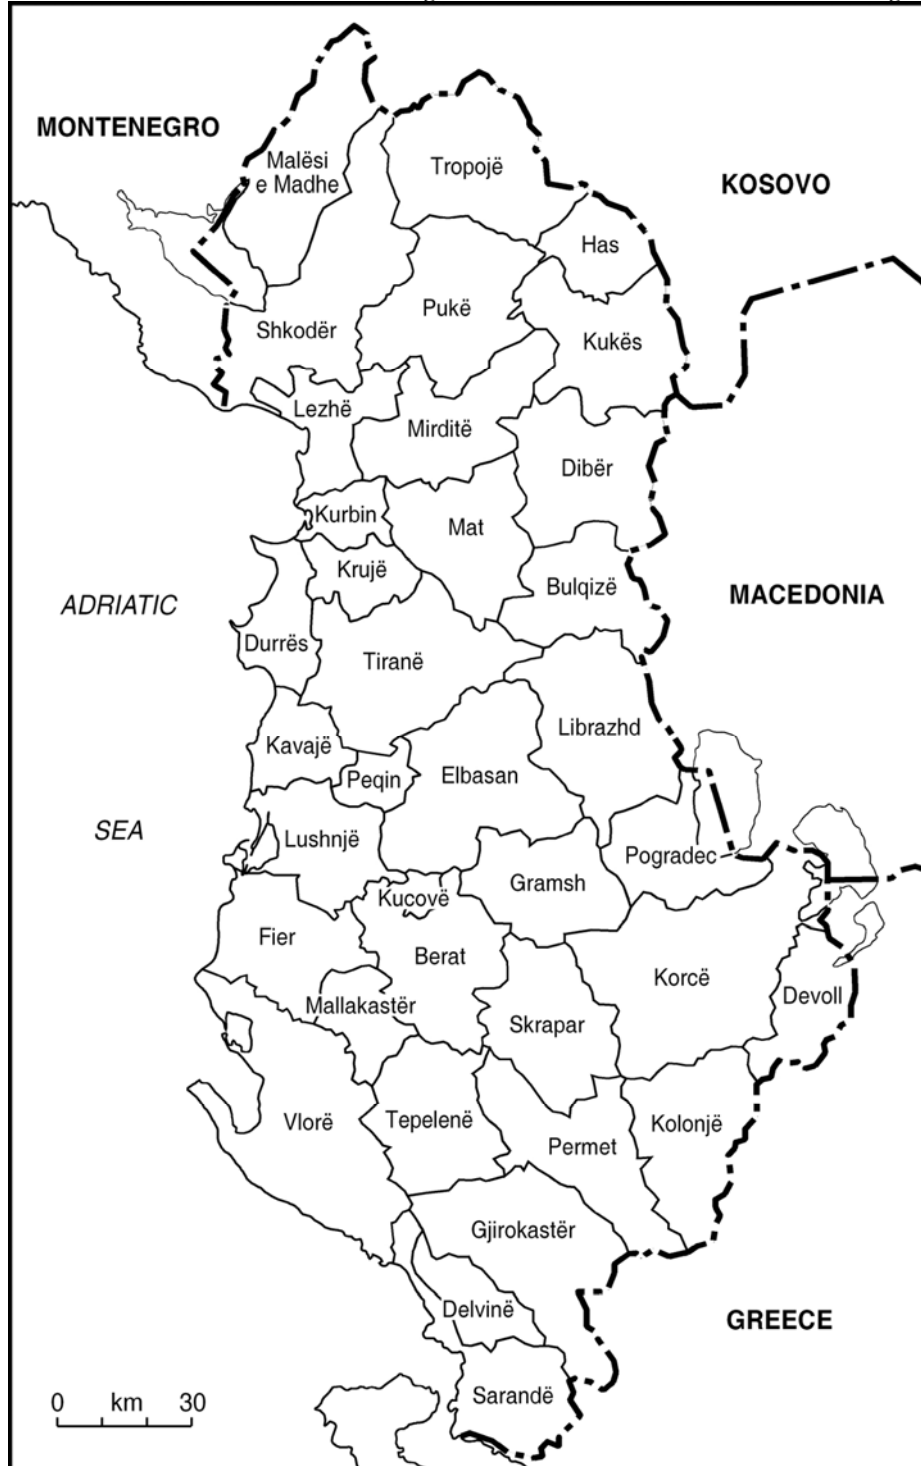 MONTENEGRO
Malësi
e Madhe
Tropojë
KOSOVO
Has
Shkodër
Pukë
Kukës
Lezhë
Mirditë
Dibër
Kurbin
Mat
Krujë
Bulqizë
ADRIATIC
MACEDONIA
Durrës
Tiranë
Librazhd
Kavajë
Peqin
Elbasan
SEA
Lushnjë
Pogradec
Gramsh
Kucovë
Fier
Berat
Korcë
Devoll
Mallakastër
Skrapar
Vlorë
Tepelenë
Permet
Kolonjë
Gjirokastër
Delvinë
GREECE
Sarandë
0 km 30